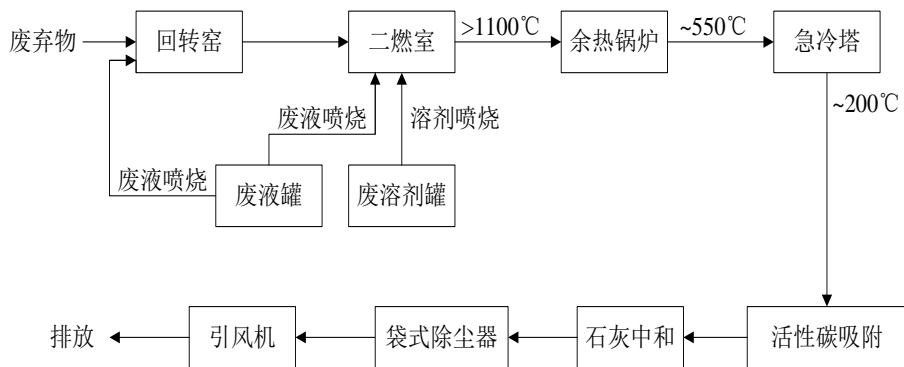 废弃物
回转窑
二燃室
>1100℃
余热锅炉
~550℃
急冷塔
~200℃
废液喷烧
溶剂喷烧
废液喷烧
废液罐
废溶剂罐
排放
引风机
袋式除尘器
石灰中和
活性碳吸附